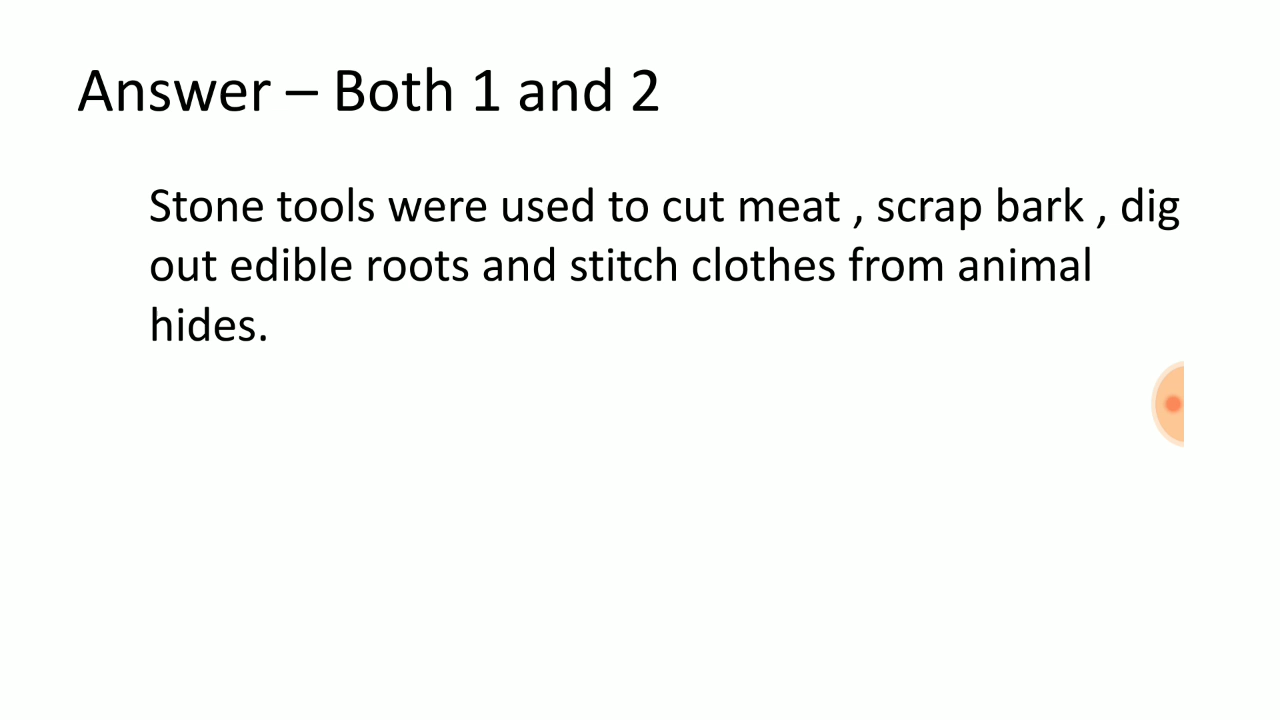 Answer – Both 1 and 2
Stone tools were used to cut meat , scrap bark , dig
out edible roots and stitch clothes from animal
hides.